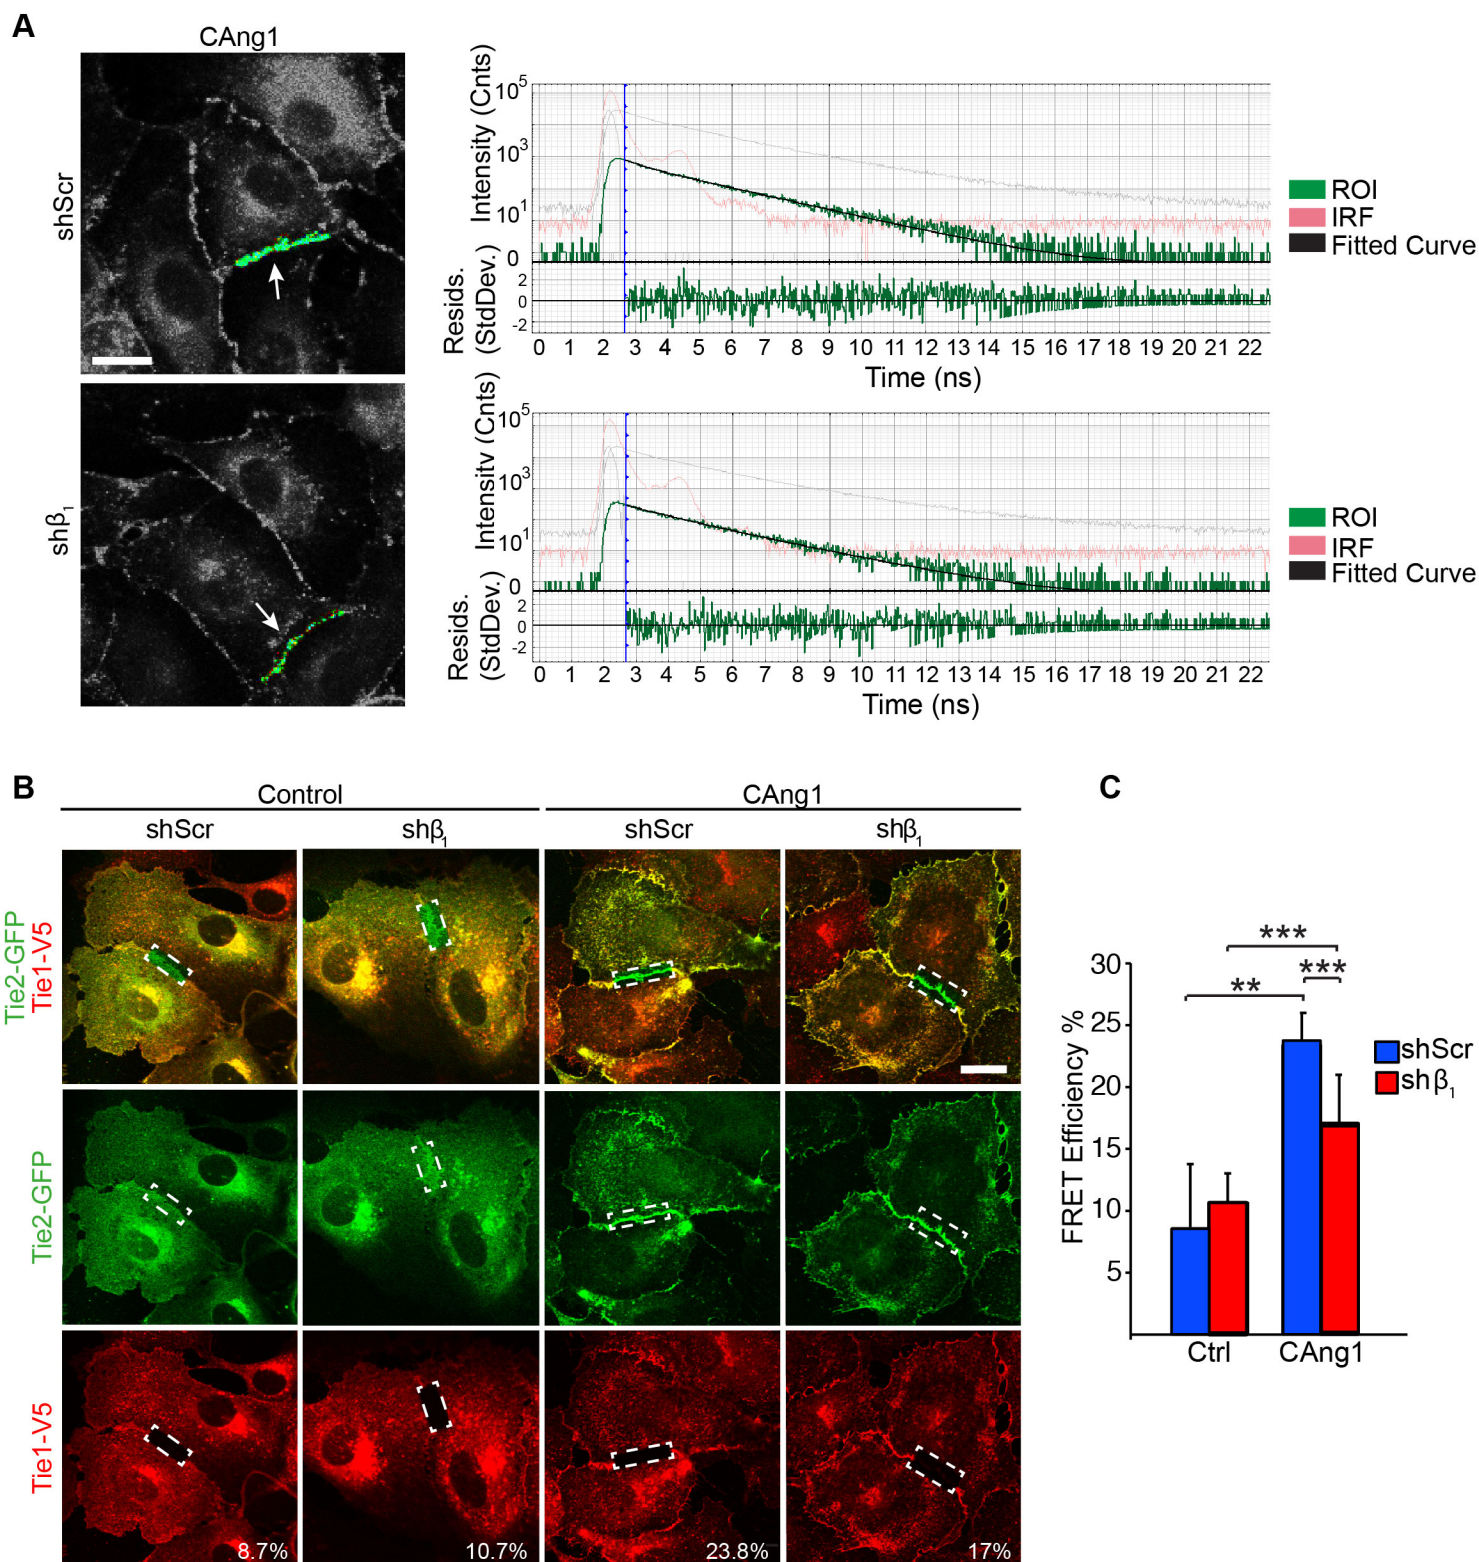 A
CAng1
shScr
shβ1
Intensity (Cnts)
10^5
10^3
10^1
0
Resids.
(StdDev.)
2
0
-2
0 1 2 3 4 5 6 7 8 9 10 11 12 13 14 15 16 17 18 19 20 21 22
Time (ns)
ROI
IRF
Fitted Curve
Intensity (Cnts)
10^5
10^3
10^1
0
Resids.
(StdDev.)
2
0
-2
0 1 2 3 4 5 6 7 8 9 10 11 12 13 14 15 16 17 18 19 20 21 22
Time (ns)
ROI
IRF
Fitted Curve
B
Control CAng1
shScr shβ1 shScr shβ1
Tie2-GFP
Tie1-V5
Tie2-GFP
Tie1-V5
8.7% 10.7% 23.8% 17%
C
FRET Efficiency %
30
25
20
15
10
5
***
***
**
shScr
shβ1
Ctrl CAng1